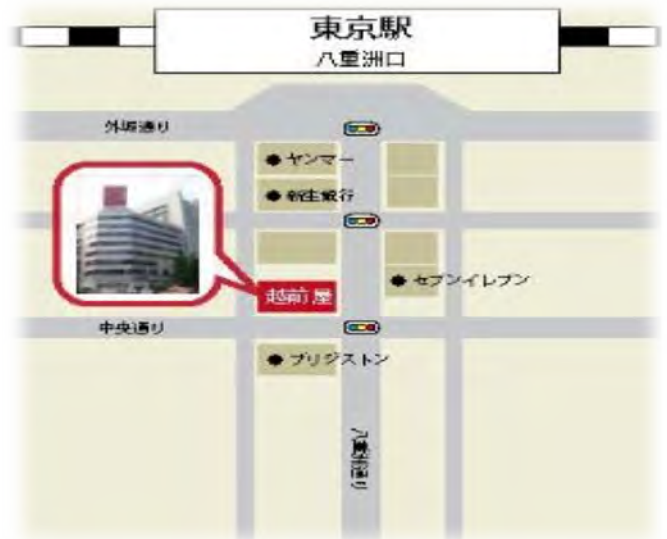 東京駅
八重洲口
外堀通り
ヤンマー
新生銀行
越前屋
セブンイレブン
中央通り
ブリジストン
八重洲通り